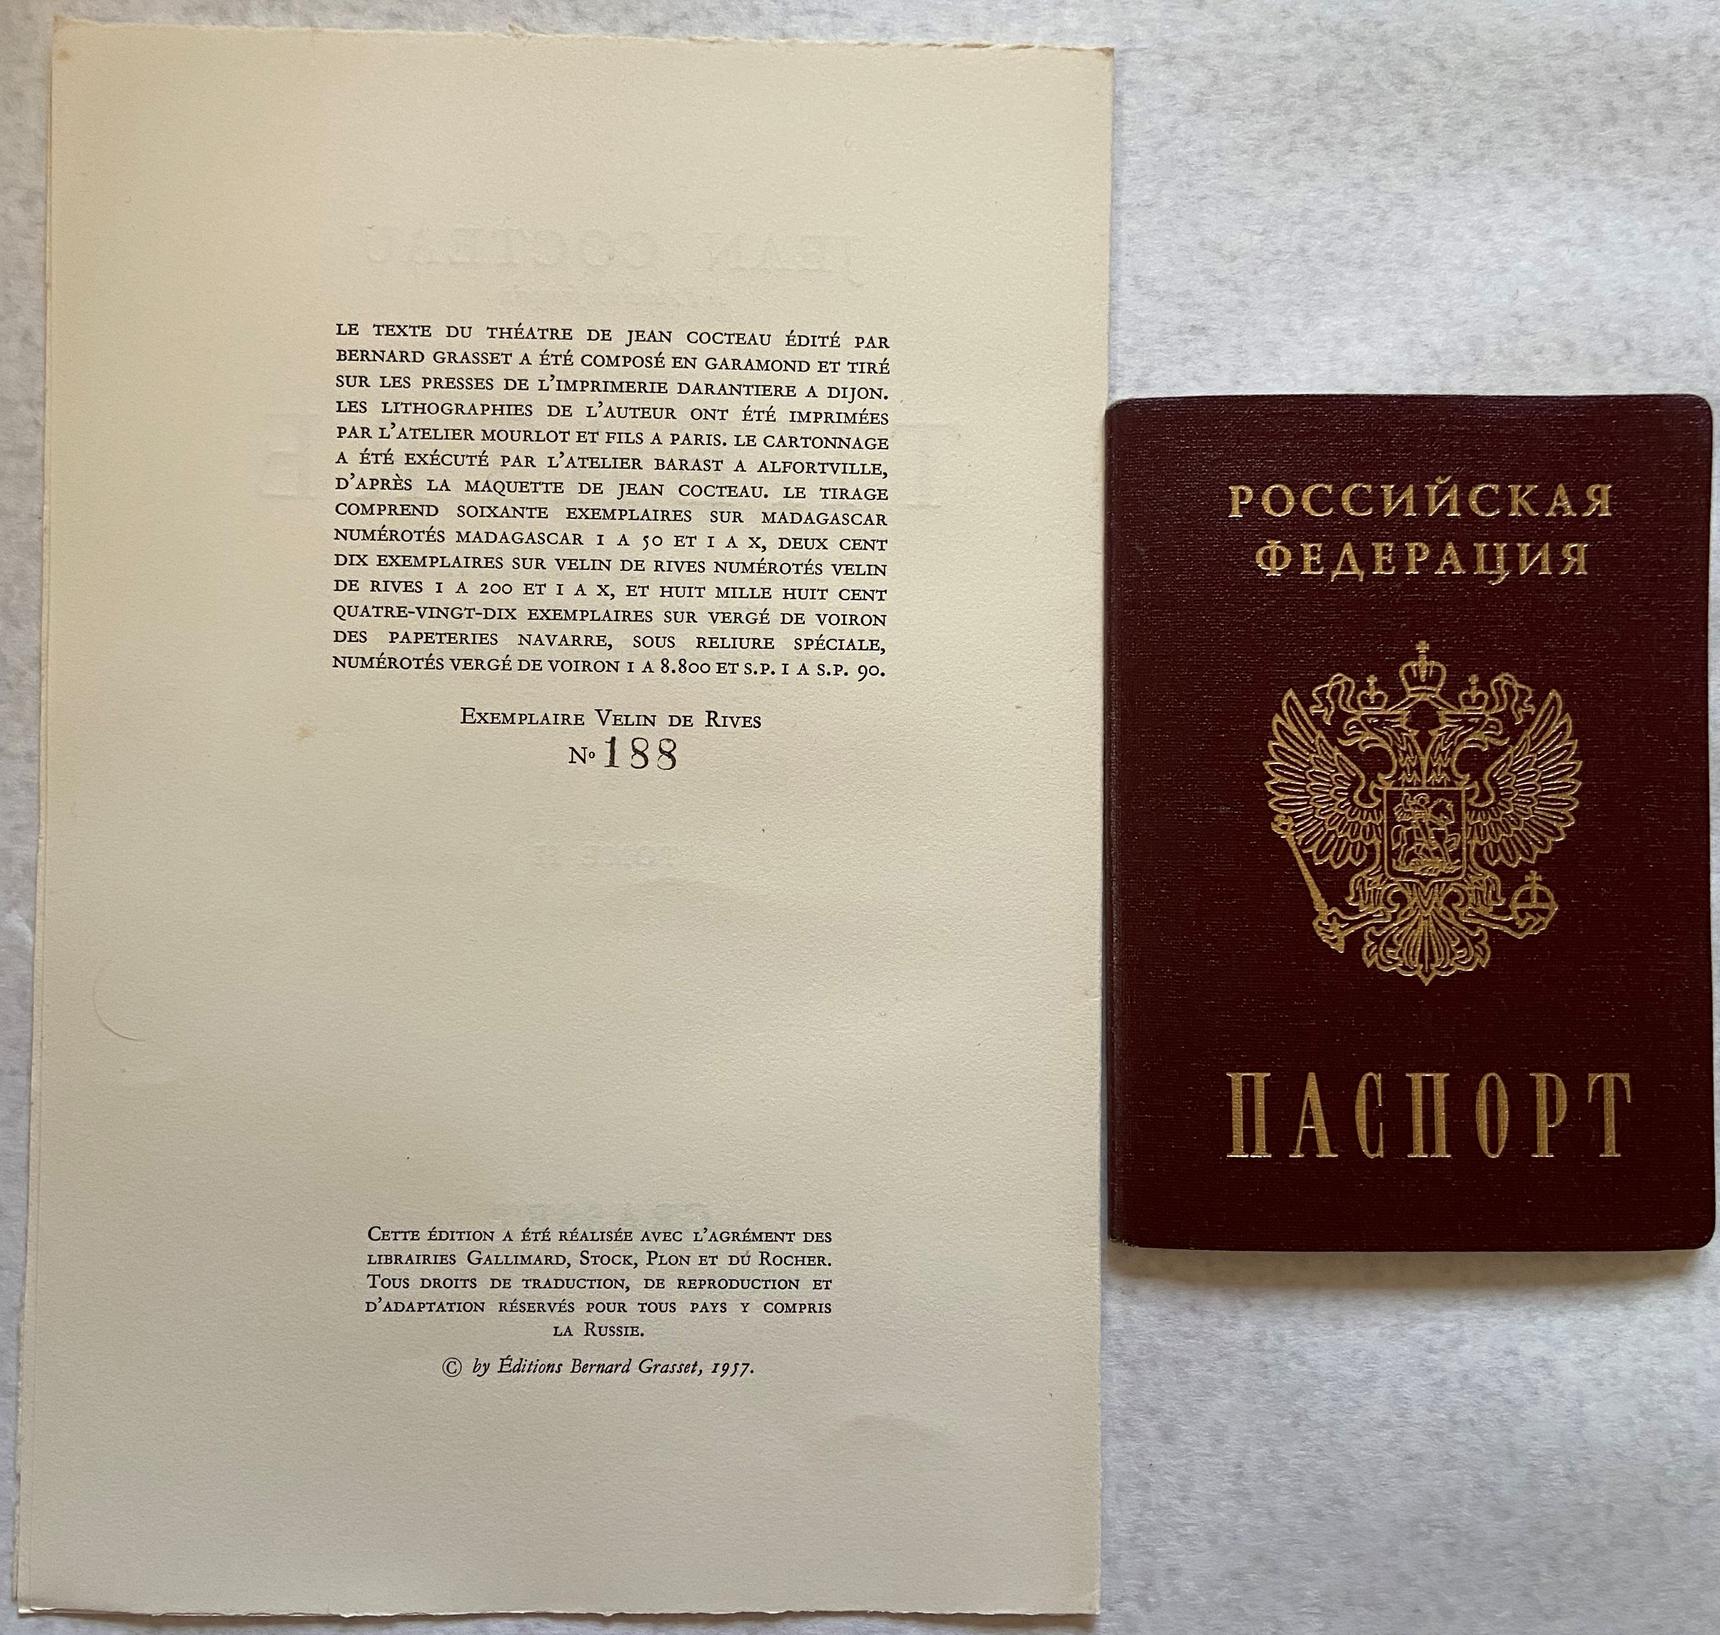 LE TEXTE DU THÉATRE DE JEAN COCTEAU ÉDITÉ PAR
BERNARD GRASSET A ÉTÉ COMPOSÉ EN GARAMOND ET TIRÉ
SUR LES PRESSES DE L'IMPRIMERIE DARANTIERE A DIJON.
LES LITHOGRAPHIES DE L'AUTEUR ONT ÉTÉ IMPRIMÉES
PAR L'ATELIER MOURLOT ET FILS A PARIS. LE CARTONNAGE
A ÉTÉ EXÉCUTÉ PAR L'ATELIER BARAST A ALFORTVILLE,
D'APRÈS LA MAQUETTE DE JEAN COCTEAU. LE TIRAGE
COMPREND SOIXANTE EXEMPLAIRES SUR MADAGASCAR
NUMÉROTÉS MADAGASCAR 1 A 50 ET I A X, DEUX CENT
DIX EXEMPLAIRES SUR VELIN DE RIVES NUMÉROTÉS VELIN
DE RIVES 1 A 200 ET I A X, ET HUIT MILLE HUIT CENT
QUATRE-VINGT-DIX EXEMPLAIRES SUR VERGÉ DE VOIRON
DES PAPETERIES NAVARRE, SOUS RELIURE SPÉCIALE,
NUMÉROTÉS VERGÉ DE VOIRON 1 A 8.800 ET S.P. 1 A S.P. 90.
EXEMPLAIRE VELIN DE RIVES
Nº 188
CETTE ÉDITION A ÉTÉ RÉALISÉE AVEC L'AGRÉMENT DES
LIBRAIRIES GALLIMARD, STOCK, PLON ET DU ROCHER.
TOUS DROITS DE TRADUCTION, DE REPRODUCTION ET
D'ADAPTATION RÉSERVÉS POUR TOUS PAYS Y COMPRIS
LA RUSSIE.
© by Éditions Bernard Grasset, 1957.
РОССИЙСКАЯ
ФЕДЕРАЦИЯ
ПАСПОРТ